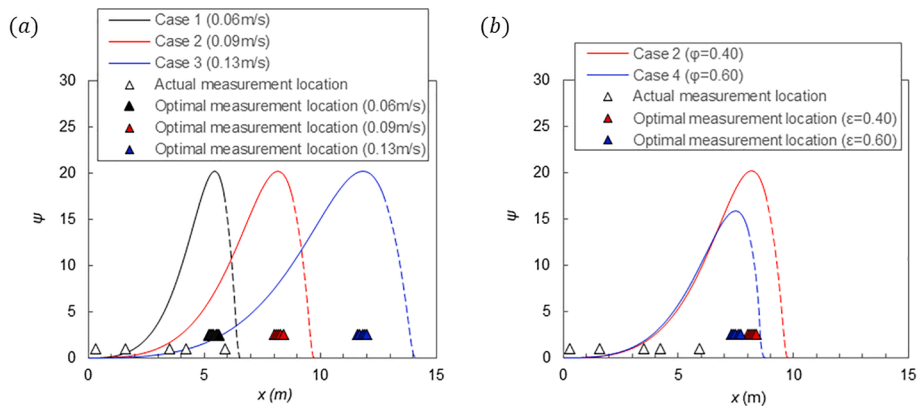 (a)
Case 1 (0.06m/s)
Case 2 (0.09m/s)
Case 3 (0.13m/s)
Actual measurement location
Optimal measurement location (0.06m/s)
Optimal measurement location (0.09m/s)
Optimal measurement location (0.13m/s)
30
25
20
15
10
5
0
ψ
0 5 10 15
x (m)
(b)
Case 2 (φ=0.40)
Case 4 (φ=0.60)
Actual measurement location
Optimal measurement location (ε=0.40)
Optimal measurement location (ε=0.60)
30
25
20
15
10
5
0
ψ
0 5 10 15
x (m)